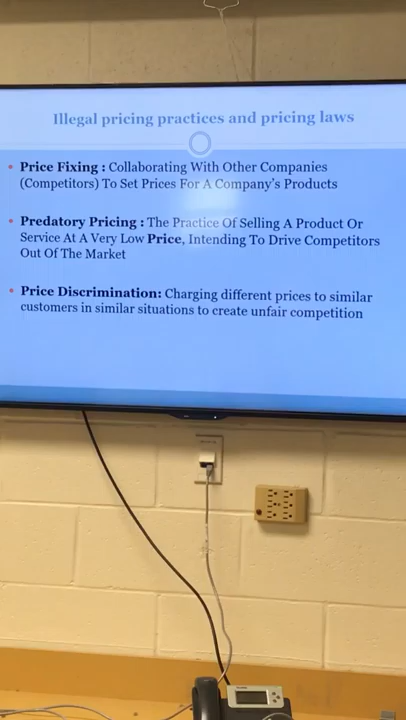 Illegal pricing practices and pricing laws
• Price Fixing : Collaborating With Other Companies
(Competitors) To Set Prices For A Company's Products
• Predatory Pricing : The Practice Of Selling A Product Or
Service At A Very Low Price, Intending To Drive Competitors
Out Of The Market
• Price Discrimination: Charging different prices to similar
customers in similar situations to create unfair competition